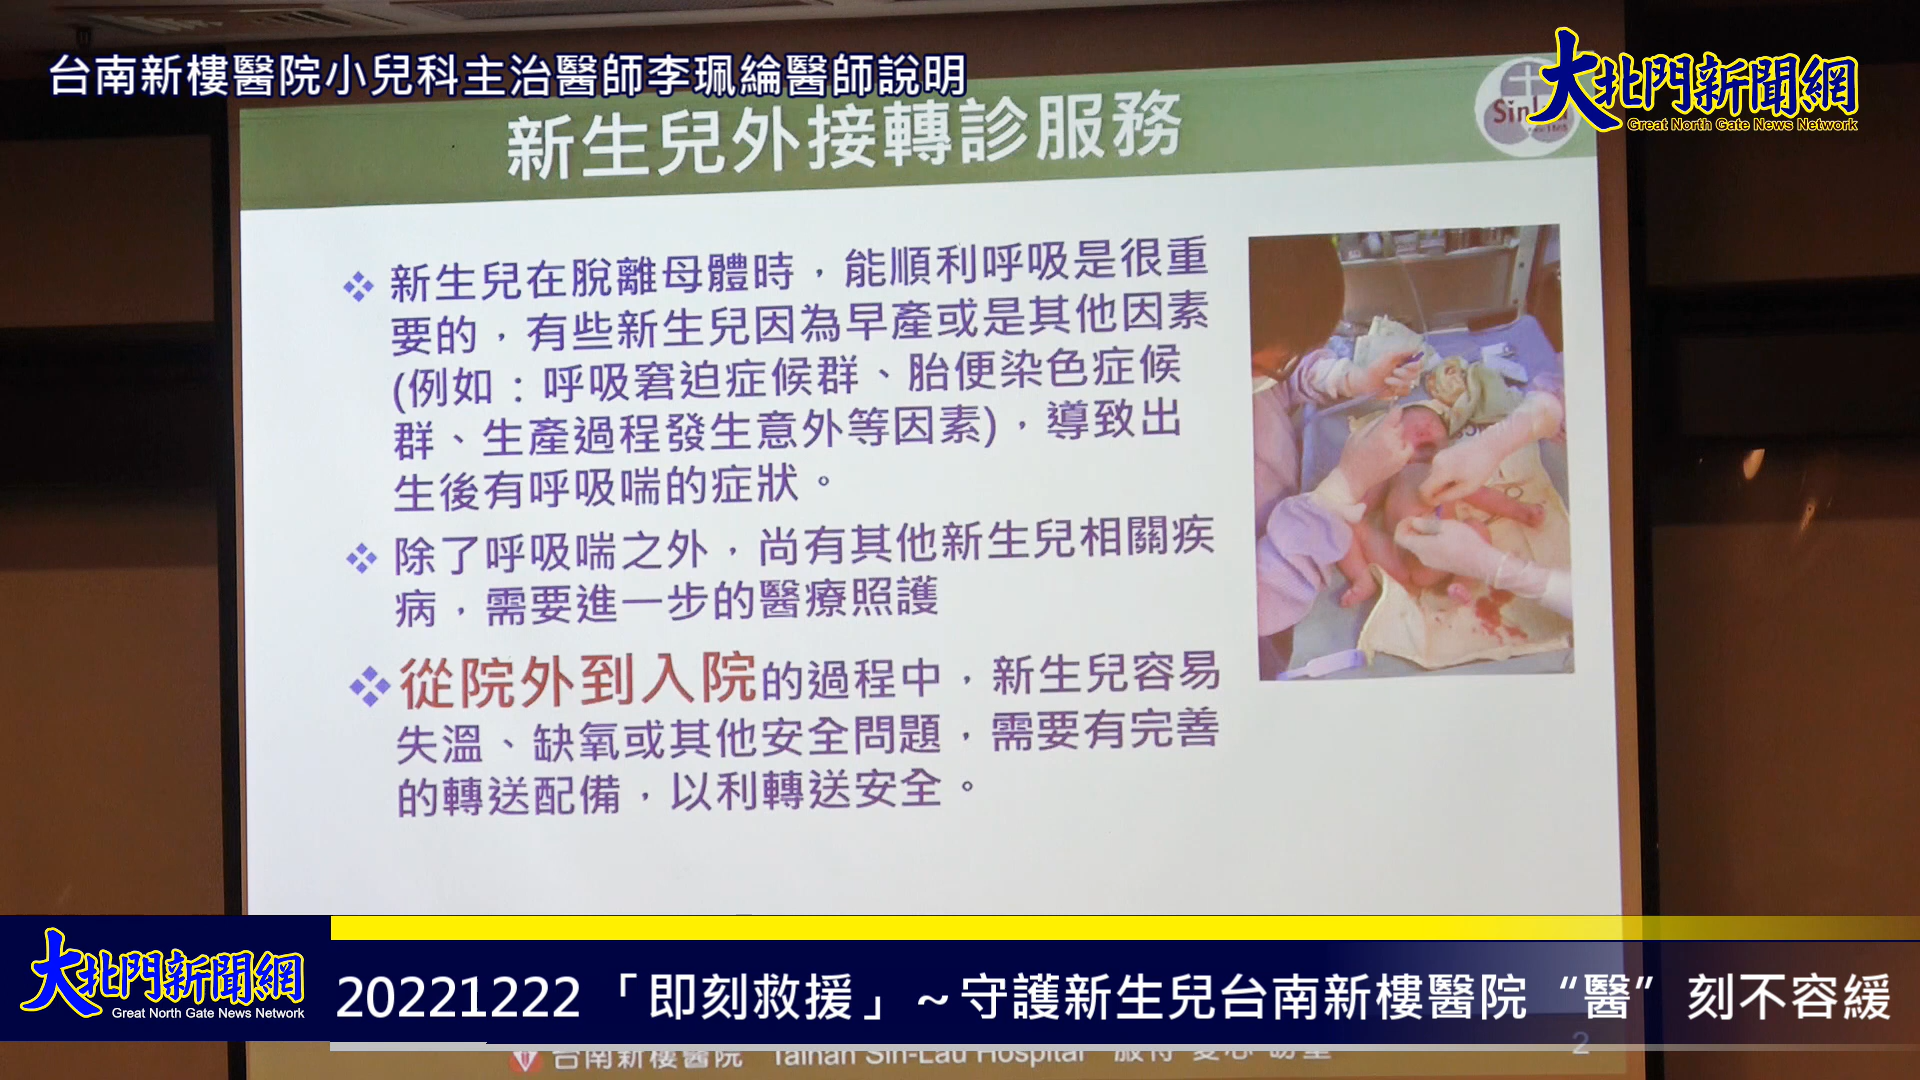 台南新樓醫院小兒科主治醫師李珮綸醫師說明
大北門新聞網
Great North Gate News Network
新生兒外接轉診服務
新生兒在脫離母體時，能順利呼吸是很重
要的，有些新生兒因為早產或是其他因素
(例如：呼吸窘迫症候群、胎便染色症候
群、生產過程發生意外等因素)，導致出
生後有呼吸喘的症狀。
除了呼吸喘之外，尚有其他新生兒相關疾
病，需要進一步的醫療照護
從院外到入院的過程中，新生兒容易
失溫、缺氧或其他安全問題，需要有完善
的轉送配備，以利轉送安全。
大北門新聞網
Great North Gate News Network
20221222「即刻救援」~守護新生兒台南新樓醫院“醫”刻不容緩
台南新樓醫院 Tainan Sin-Lau Hospital
2